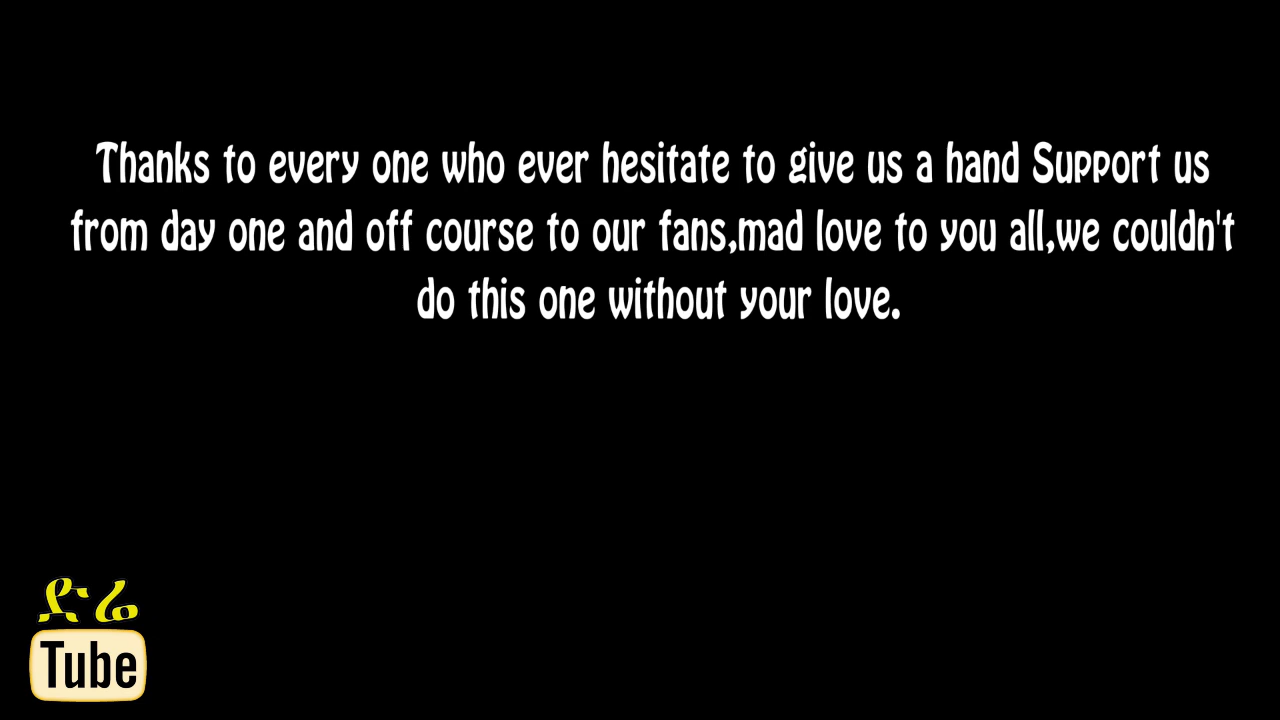 Thanks to every one who ever hesitate to give us a hand Support us
from day one and off course to our fans,mad love to you all,we couldn't
do this one without your love.
ድሬ
Tube